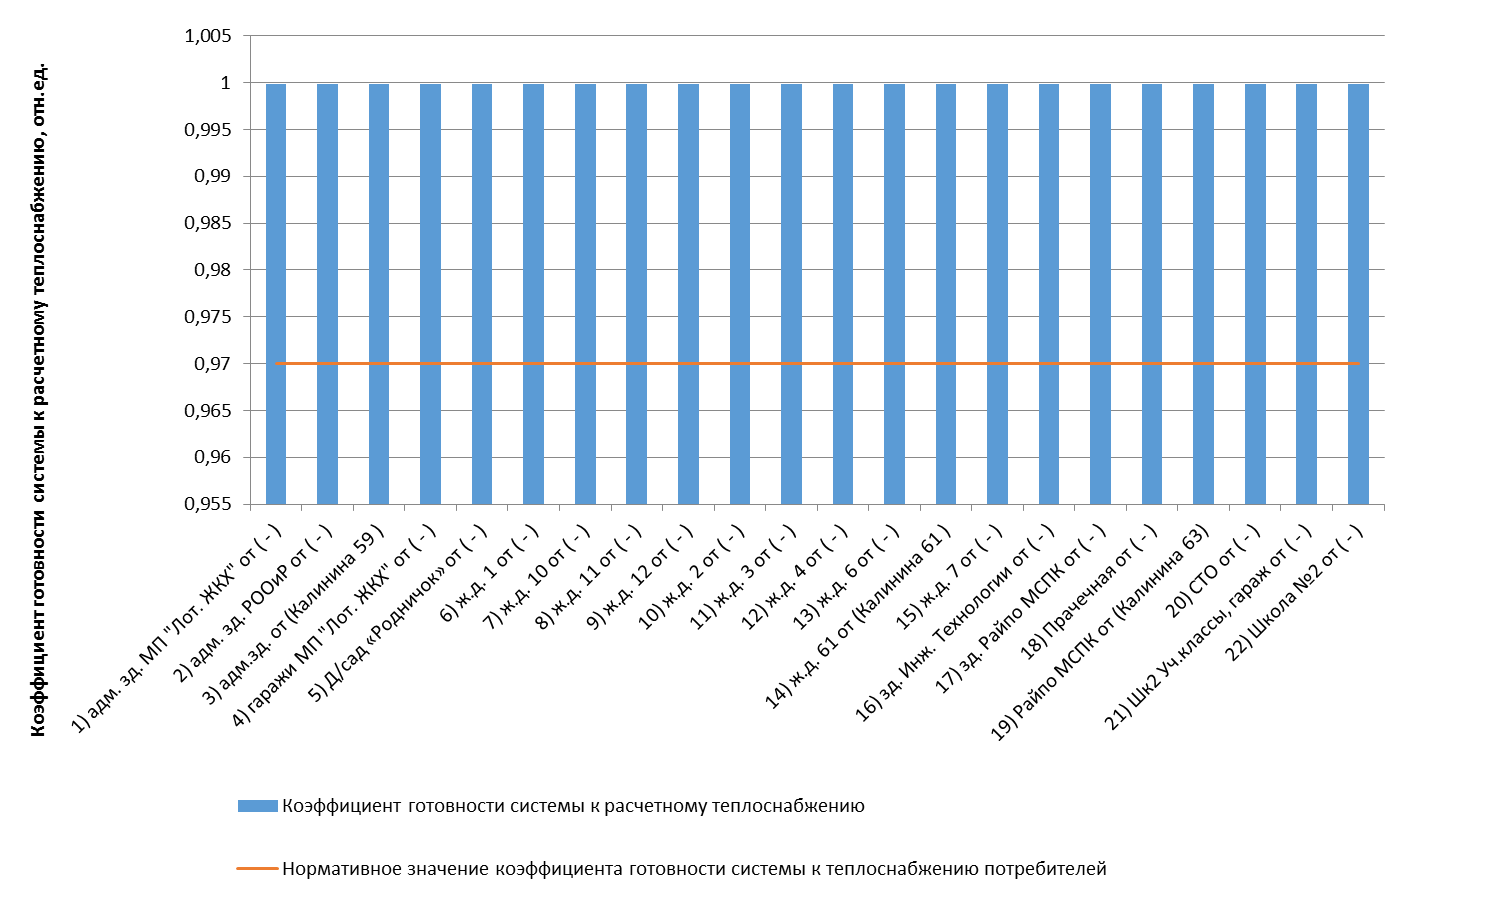 Коэффициент готовности системы к расчетному теплоснабжению, отн.ед.
1,005
1
0,995
0,99
0,985
0,98
0,975
0,97
0,965
0,96
0,955
1) адм. зд. МП "Лот. ЖКХ" от ( - )
2) адм. зд. РООиР от ( - )
3) адм.зд. от (Калинина 59 )
4) гаражи МП "Лот. ЖКХ" от ( - )
5) Д/сад «Родничок» от ( - )
6) ж.д. 1 от ( - )
7) ж.д. 10 от ( - )
8) ж.д. 11 от ( - )
9) ж.д. 12 от ( - )
10) ж.д. 2 от ( - )
11) ж.д. 3 от ( - )
12) ж.д. 4 от ( - )
13) ж.д. 6 от ( - )
14) ж.д. 61 от (Калинина 61 )
15) ж.д. 7 от ( - )
16) зд. Инж. Технологии от ( - )
17) зд. Райпо МСПК от ( - )
18) Прачечная от ( - )
19) Райпо МСПК от (Калинина 63)
20) СТО от ( - )
21) Шк2 Уч.классы, гараж от ( - )
22) Школа №2 от ( - )
Коэффициент готовности системы к расчетному теплоснабжению
Нормативное значение коэффициента готовности системы к теплоснабжению потребителей